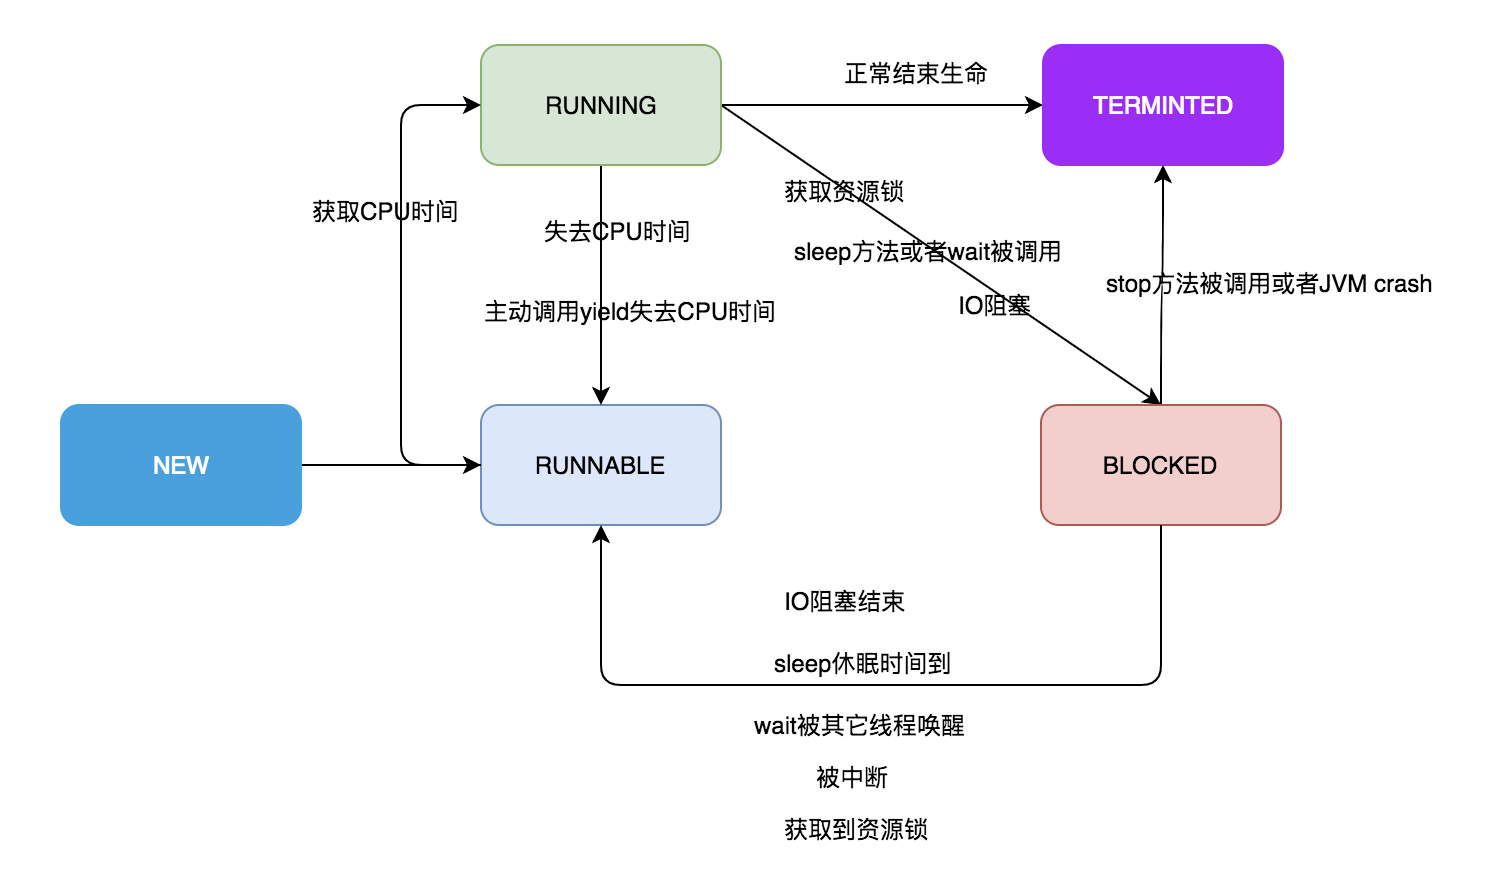 RUNNING
正常结束生命
TERMINTED
获取CPU时间
失去CPU时间
主动调用yield失去CPU时间
获取资源锁
sleep方法或者wait被调用
IO阻塞
stop方法被调用或者JVM crash
NEW
RUNNABLE
BLOCKED
IO阻塞结束
sleep休眠时间到
wait被其它线程唤醒
被中断
获取到资源锁